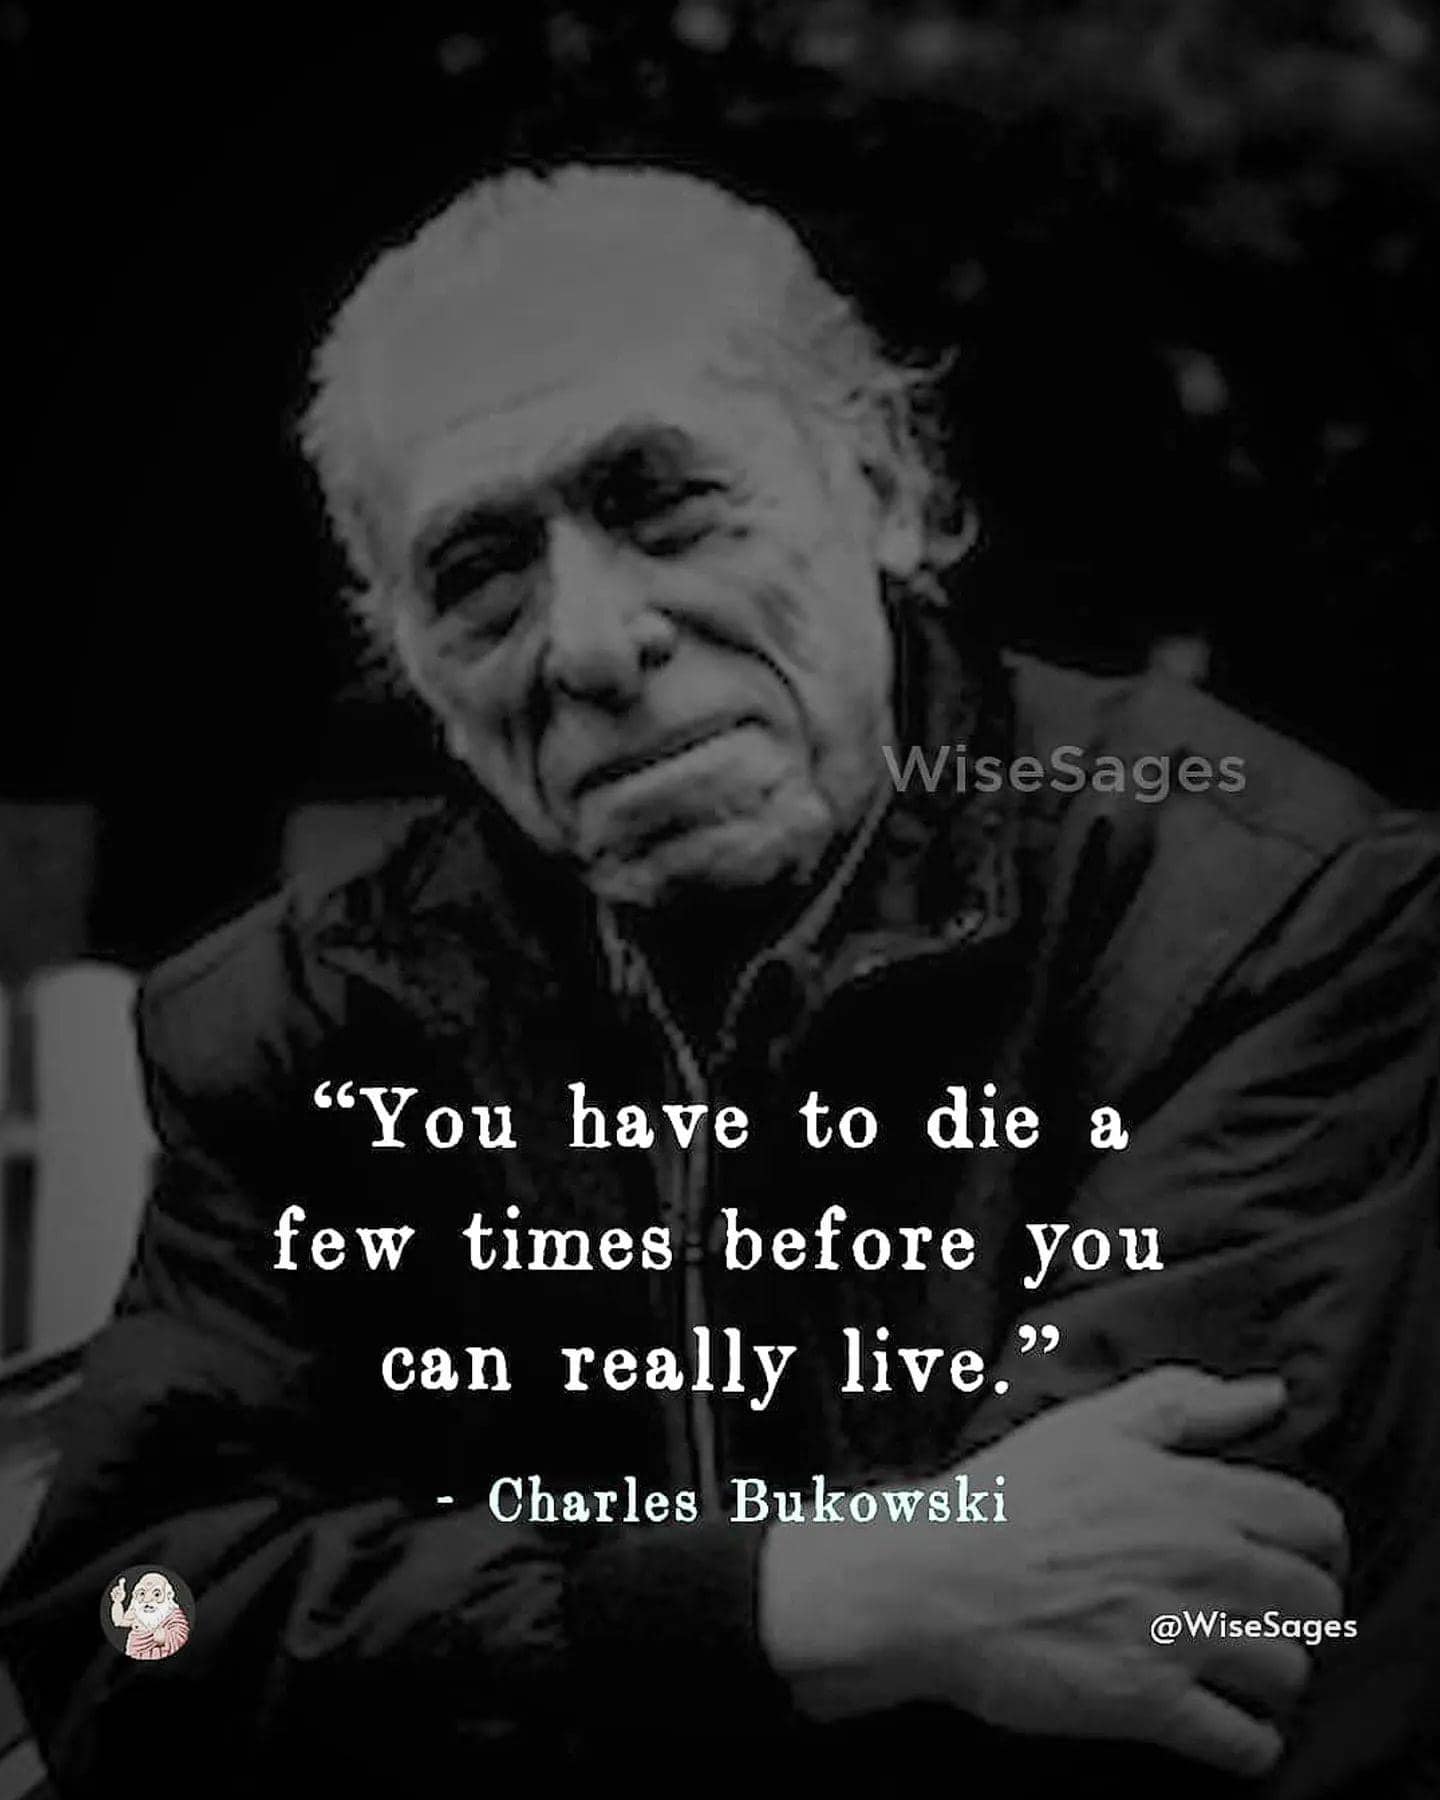 WiseSages
“You have to die a
few times before you
can really live.”
- Charles Bukowski
@WiseSages